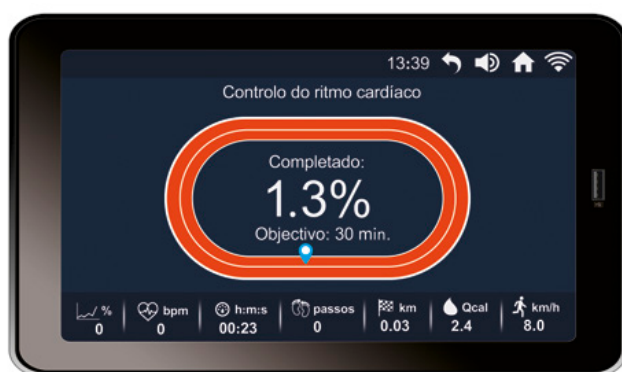 13:39
Controlo do ritmo cardíaco
Completado:
1.3%
Objectivo: 30 min.
% bpm h:m:s passos km Qcal km/h
0 0 00:23 0 0.03 2.4 8.0